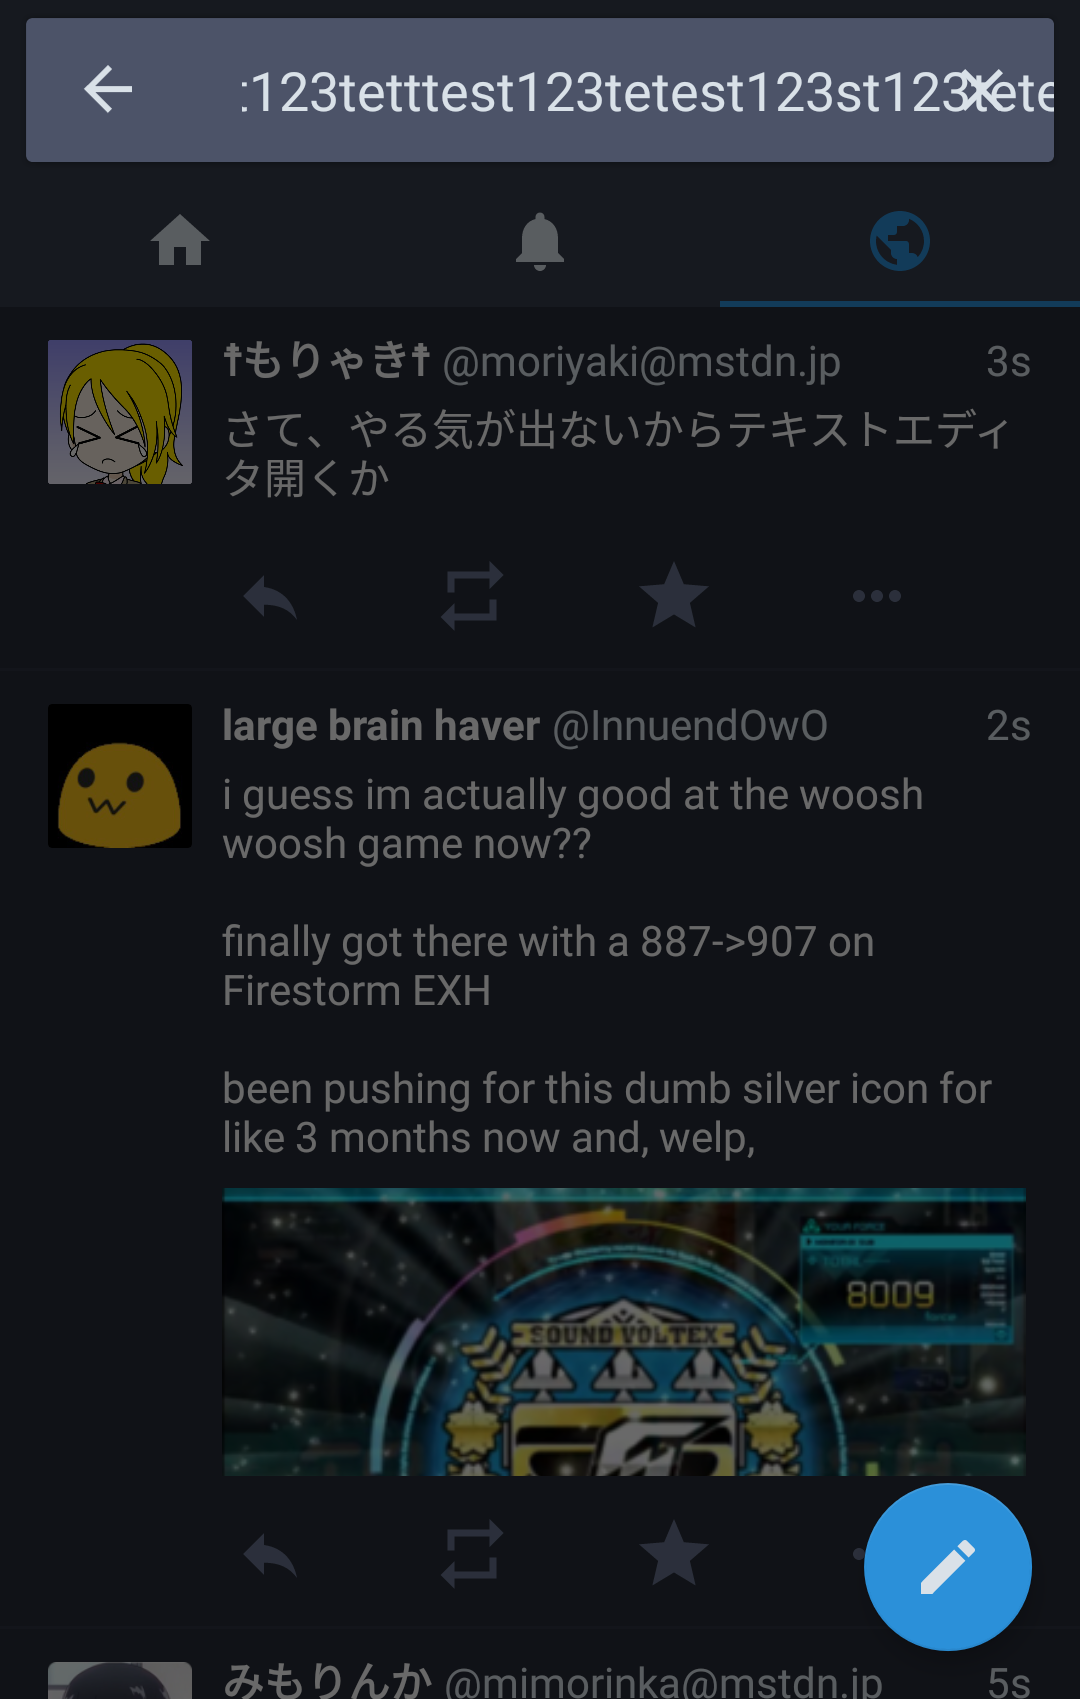 :123tetttest123tetest123st123tete
☨もりゃき☨ @moriyaki@mstdn.jp 3s
さて、やる気が出ないからテキストエディ
タ開くか
large brain haver @InnuendOwO 2s
i guess im actually good at the woosh
woosh game now??
finally got there with a 887->907 on
Firestorm EXH
been pushing for this dumb silver icon for
like 3 months now and, welp,
YOUR FORCE
TOTAL
8009
force
SOUND VOLTEX
みもりんか @mimorinka@mstdn.jp 5s